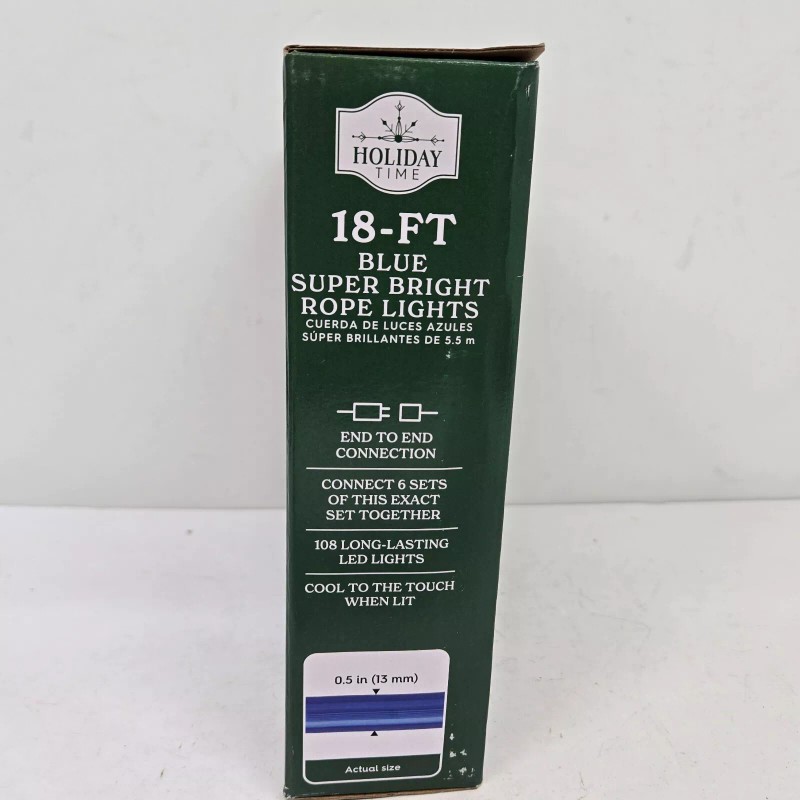 HOLIDAY
TIME
18-FT
BLUE
SUPER BRIGHT
ROPE LIGHTS
CUERDA DE LUCES AZULES
SÚPER BRILLANTES DE 5.5 m
END TO END
CONNECTION
CONNECT 6 SETS
OF THIS EXACT
SET TOGETHER
108 LONG-LASTING
LED LIGHTS
COOL TO THE TOUCH
WHEN LIT
0.5 in (13 mm)
Actual size